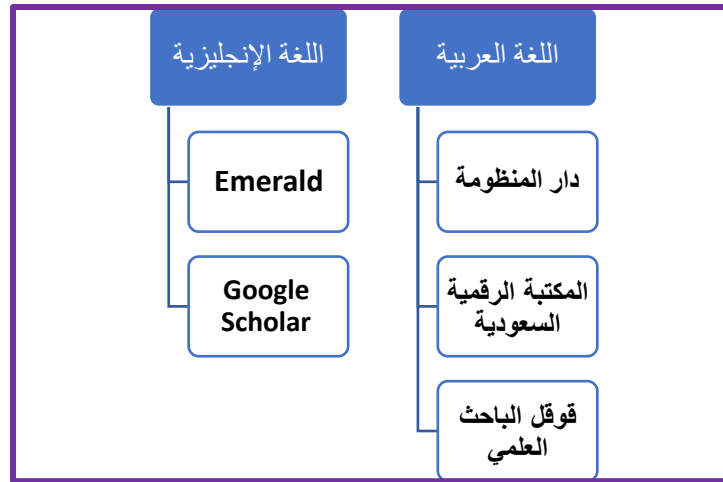 اللغة العربية
دار المنظومة
المكتبة الرقمية
السعودية
قوقل الباحث
العلمي
اللغة الإنجليزية
Emerald
Google
Scholar